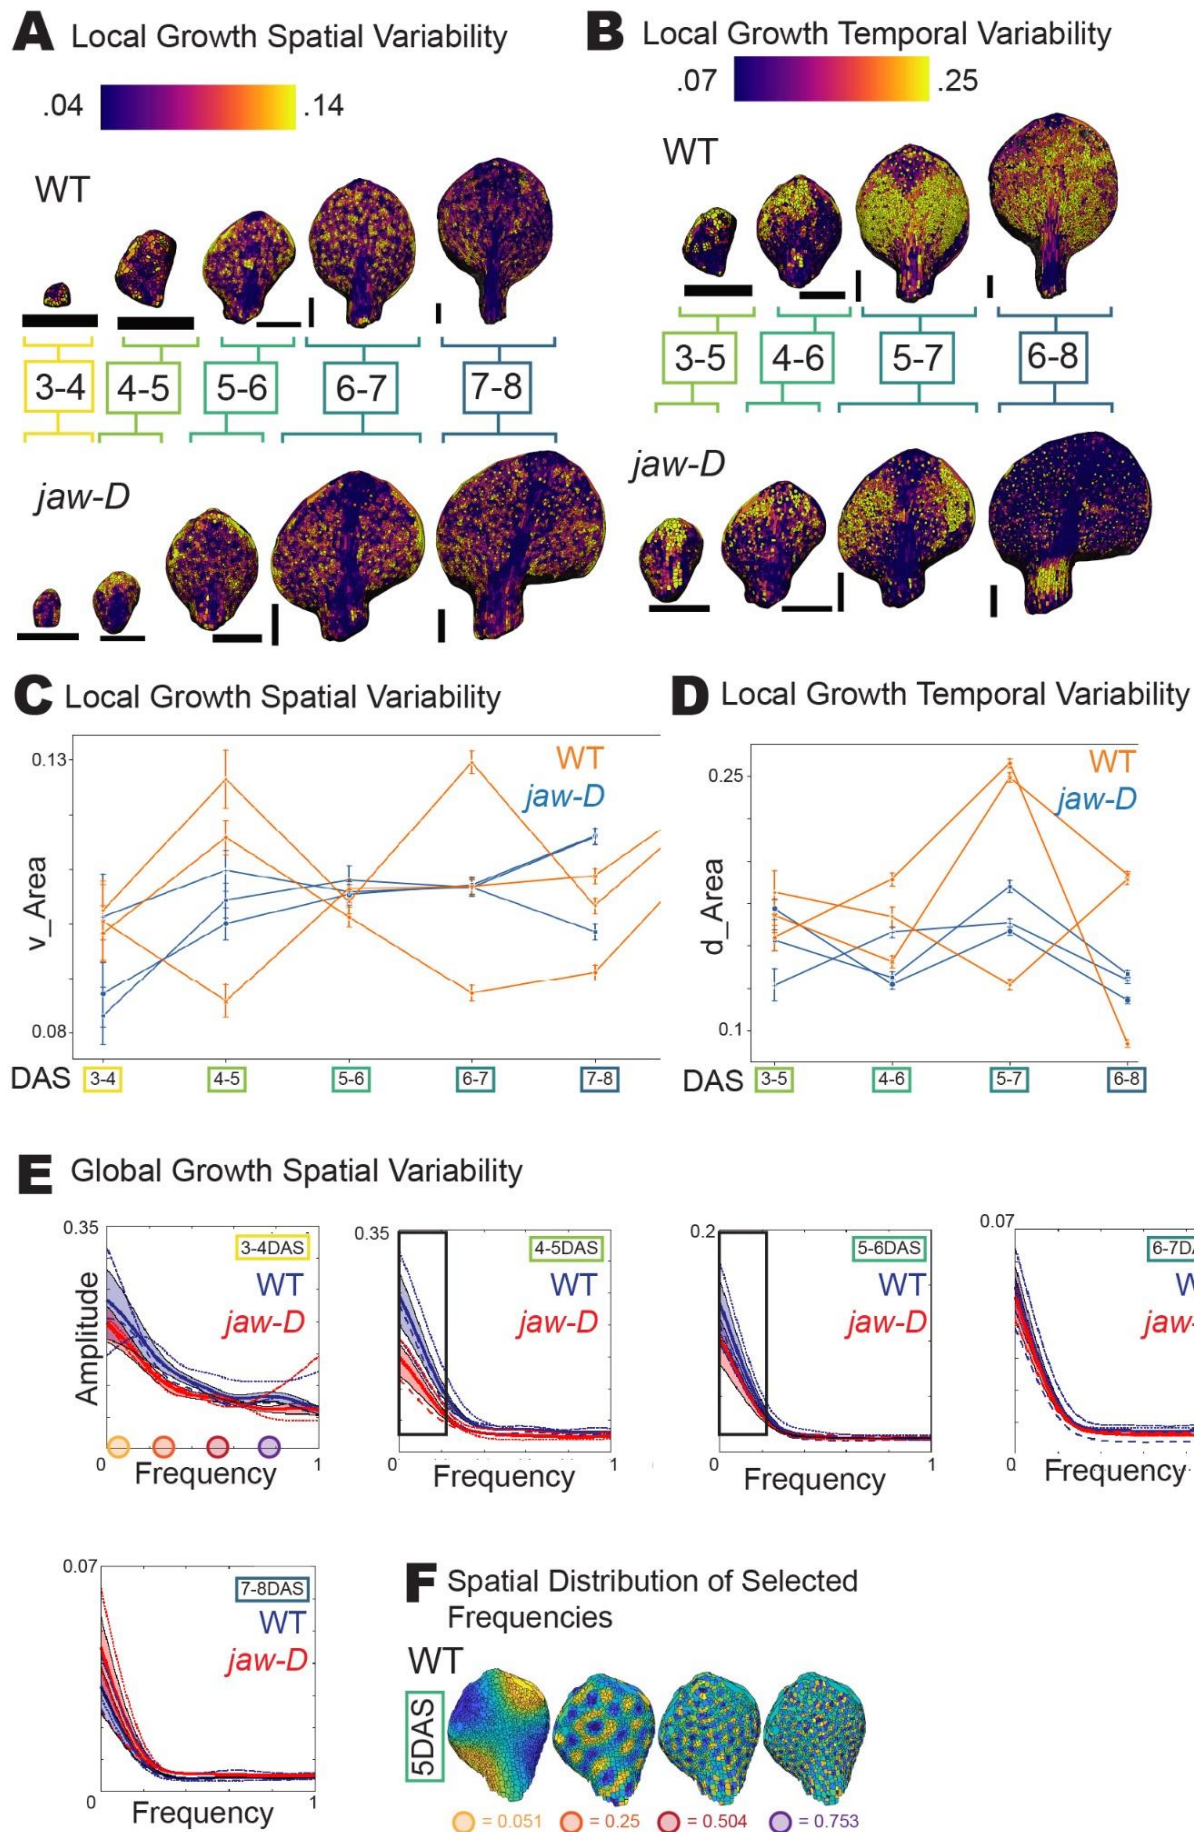 A Local Growth Spatial Variability
.04 .14
WT
3-4 4-5 5-6 6-7 7-8
jaw-D
B Local Growth Temporal Variability
.07 .25
WT
3-5 4-6 5-7 6-8
jaw-D
C Local Growth Spatial Variability
0.13
WT
jaw-D
v_Area
0.08
DAS 3-4 4-5 5-6 6-7 7-8
D Local Growth Temporal Variability
0.25
WT
jaw-D
d_Area
0.1
DAS 3-5 4-6 5-7 6-8
E Global Growth Spatial Variability
0.35
3-4DAS
WT
jaw-D
Amplitude
Frequency 1
0.35
4-5DAS
WT
jaw-D
0 Frequency 1
0.2
5-6DAS
WT
jaw-D
0 Frequency 1
0.07
6-7DA
W
jaw-
0 Frequency
0.07
7-8DAS
WT
jaw-D
0 Frequency 1
F Spatial Distribution of Selected
Frequencies
WT
5DAS
= 0.051 = 0.25 = 0.504 = 0.753